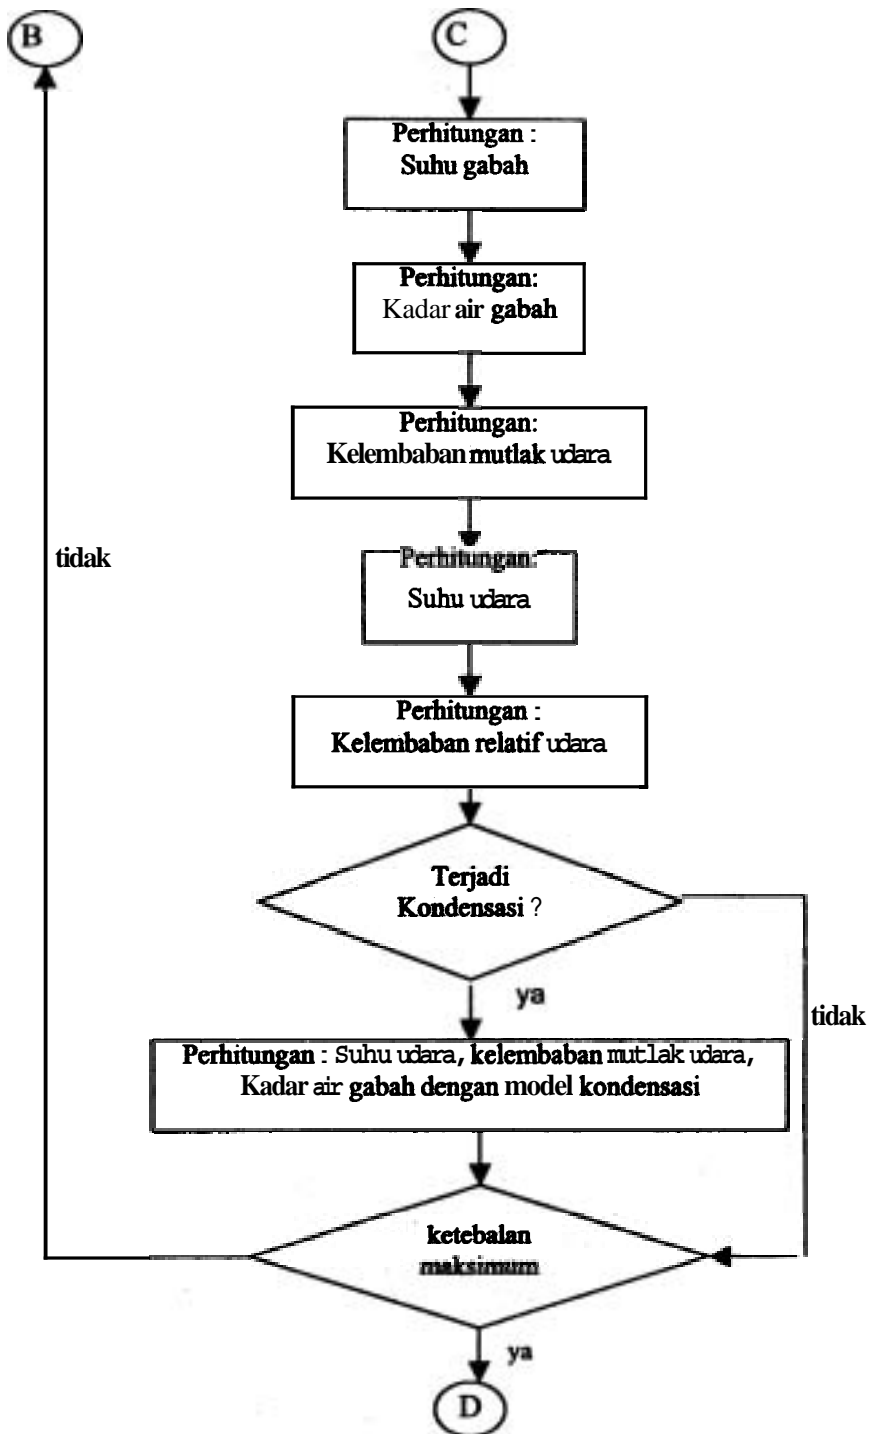 B
C
Perhitungan :
Suhu gabah
Perhitungan:
Kadar air gabah
Perhitungan:
Kelembaban mutlak udara
tidak
Perhitungan:
Suhu udara
Perhitungan :
Kelembaban relatif udara
Terjadi
Kondensasi ?
ya
tidak
Perhitungan : Suhu udara, kelembaban mutlak udara,
Kadar air gabah dengan model kondensasi
ketebalan
maksimum
ya
D